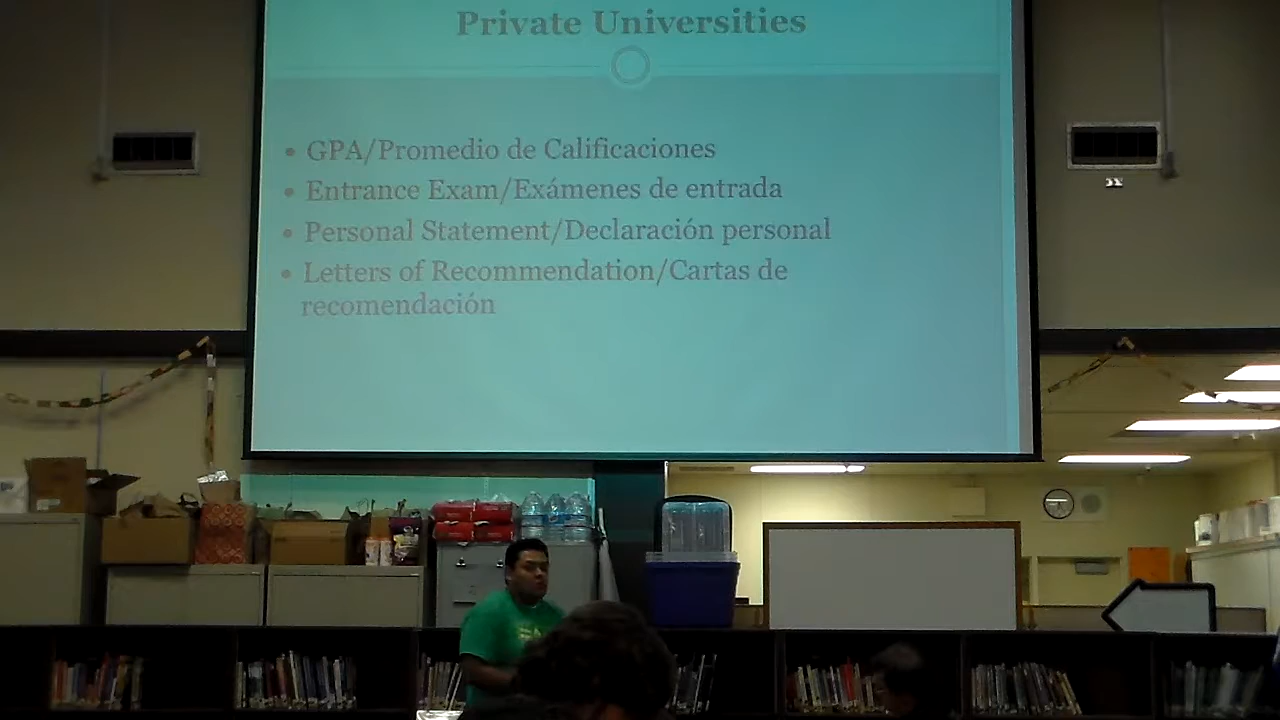 Private Universities
• GPA/Promedio de Calificaciones
• Entrance Exam/Exámenes de entrada
• Personal Statement/Declaración personal
• Letters of Recommendation/Cartas de
recomendación